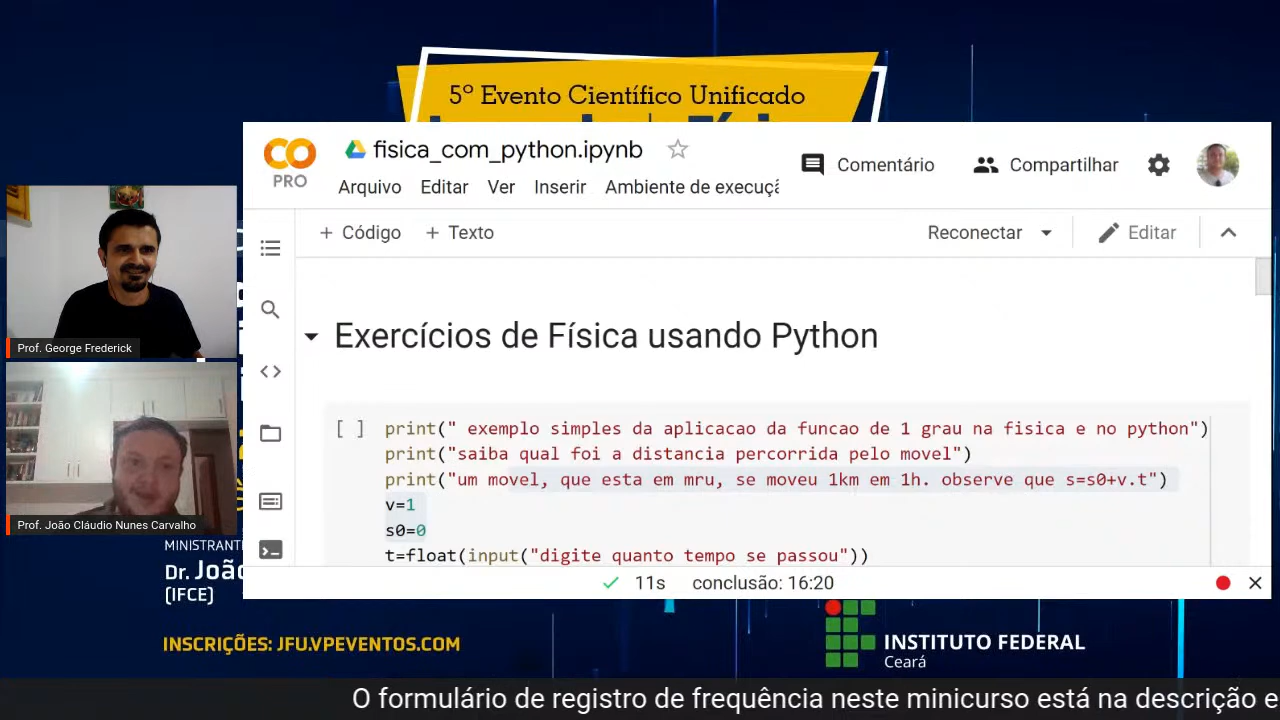 5º Evento Científico Unificado
CO
PRO
fisica_com_python.ipynb
Comentário
Compartilhar
Arquivo Editar Ver Inserir Ambiente de execuçã
+ Código + Texto
Reconectar
Editar
Exercícios de Física usando Python
[ ] print(" exemplo simples da aplicacao da funcao de 1 grau na fisica e no python")
print("saiba qual foi a distancia percorrida pelo movel")
print("um movel, que esta em mru, se moveu 1km em 1h. observe que s=s0+v.t")
v=1
s0=0
t=float(input("digite quanto tempo se passou"))
11s conclusão: 16:20
Prof. George Frederick
Prof. João Cláudio Nunes Carvalho
MINISTRANT
Dr. João
(IFCE)
INSCRIÇÕES: JFU.VPEVENTOS.COM
INSTITUTO FEDERAL
Ceará
O formulário de registro de frequência neste minicurso está na descrição e